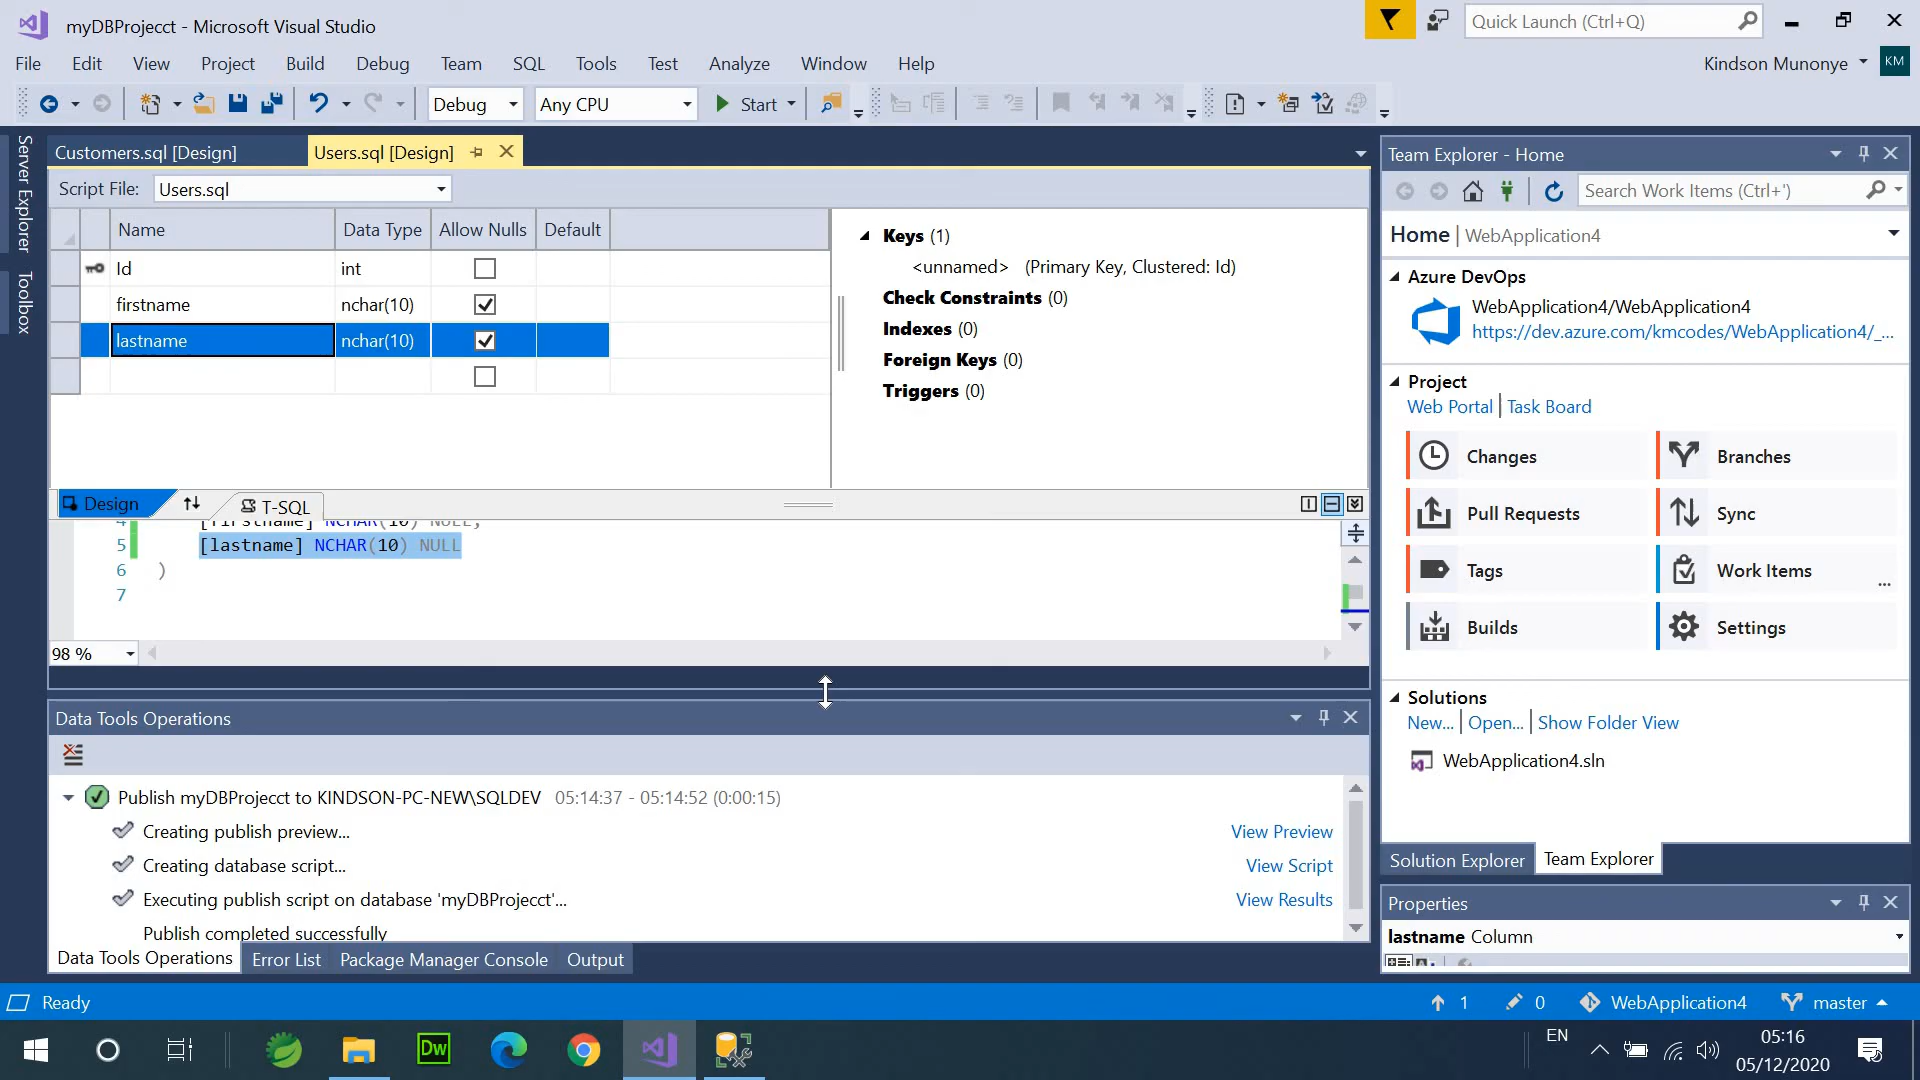 myDBProjecct - Microsoft Visual Studio
Quick Launch (Ctrl+Q)
File Edit View Project Build Debug Team SQL Tools Test Analyze Window Help
Kindson Munonye KM
Debug Any CPU Start
Server Explorer
Toolbox
Customers.sql [Design] Users.sql [Design]
Script File: Users.sql
Name Data Type Allow Nulls Default
Id int
firstname nchar(10)
lastname nchar(10)
Keys (1)
<unnamed> (Primary Key, Clustered: Id)
Check Constraints (0)
Indexes (0)
Foreign Keys (0)
Triggers (0)
Design T-SQL
4 [firstname] NCHAR(10) NULL,
5 [lastname] NCHAR(10) NULL
6 )
7
98 %
Data Tools Operations
Publish myDBProjecct to KINDSON-PC-NEW\SQLDEV 05:14:37 - 05:14:52 (0:00:15)
Creating publish preview... View Preview
Creating database script... View Script
Executing publish script on database 'myDBProjecct'... View Results
Publish completed successfully
Data Tools Operations Error List Package Manager Console Output
Team Explorer - Home
Search Work Items (Ctrl+')
Home | WebApplication4
Azure DevOps
WebApplication4/WebApplication4
https://dev.azure.com/kmcodes/WebApplication4/_...
Project
Web Portal | Task Board
Changes Branches
Pull Requests Sync
Tags Work Items ...
Builds Settings
Solutions
New... | Open... | Show Folder View
WebApplication4.sln
Solution Explorer Team Explorer
Properties
lastname Column
Ready
1 0 WebApplication4 master
Dw
EN
05:16
05/12/2020